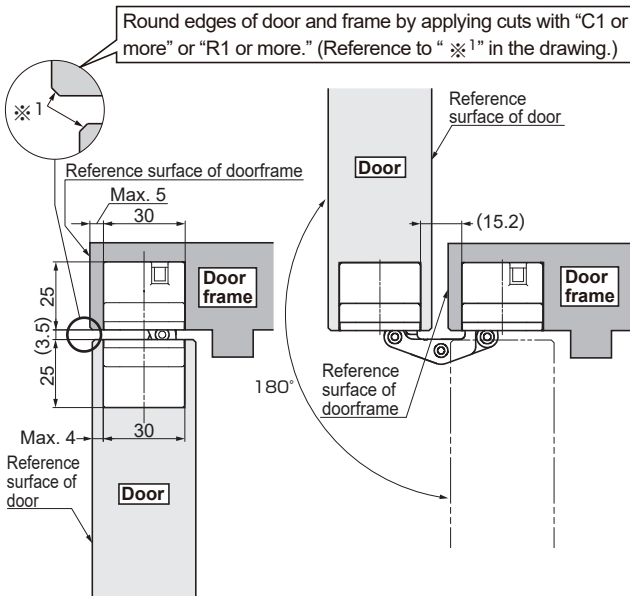 Round edges of door and frame by applying cuts with “C1 or
more” or “R1 or more.” (Reference to “ ※1” in the drawing.)
※1
Reference surface of doorframe
Max. 5
30
25
(3.5)
25
Door
frame
Max. 4
30
Reference
surface of
door
Door
Reference
surface of door
Door
(15.2)
Door
frame
Reference
surface of
doorframe
180°